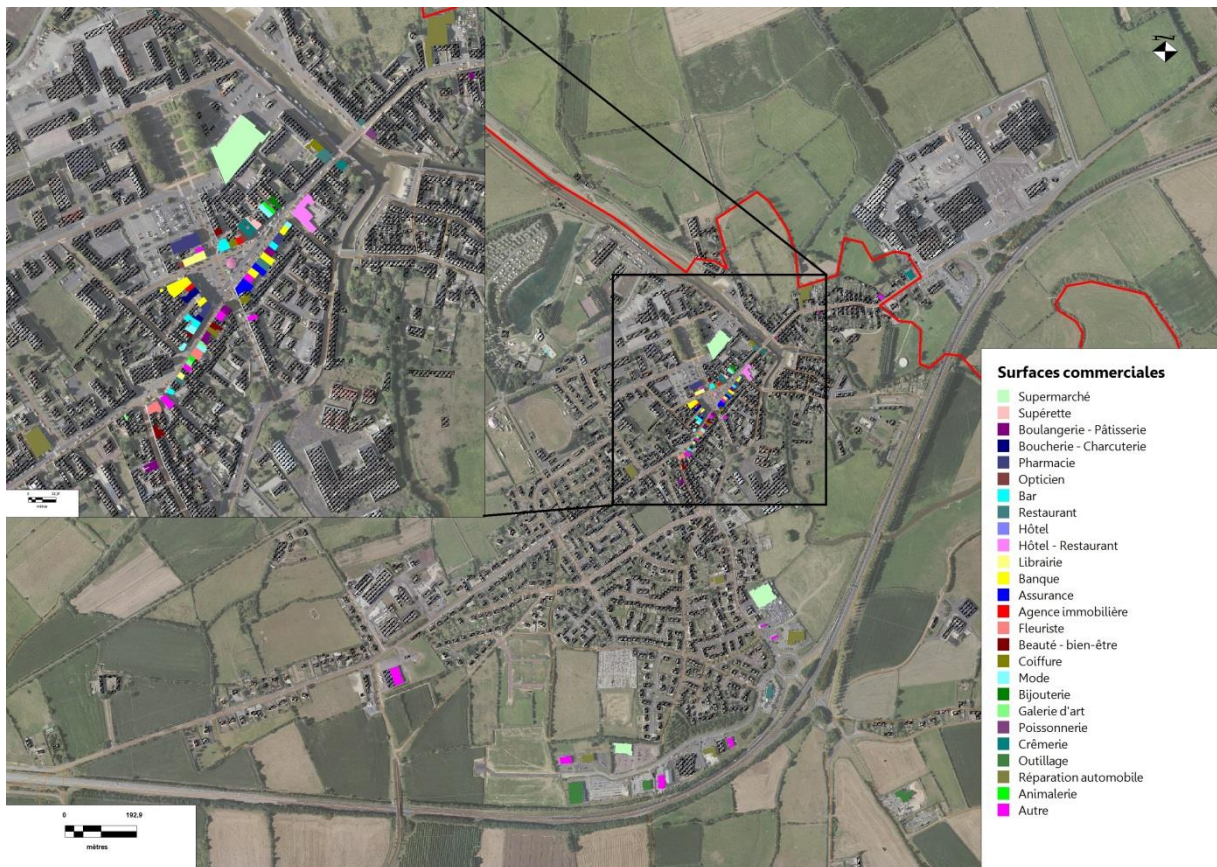 Surfaces commerciales
Supermarché
Supérette
Boulangerie - Pâtisserie
Boucherie - Charcuterie
Pharmacie
Opticien
Bar
Restaurant
Hôtel
Hôtel - Restaurant
Librairie
Banque
Assurance
Agence immobilière
Fleuriste
Beauté - bien-être
Coiffure
Mode
Bijouterie
Galerie d'art
Poissonnerie
Crêmerie
Outillage
Réparation automobile
Animalerie
Autre
0 192,9
mètres